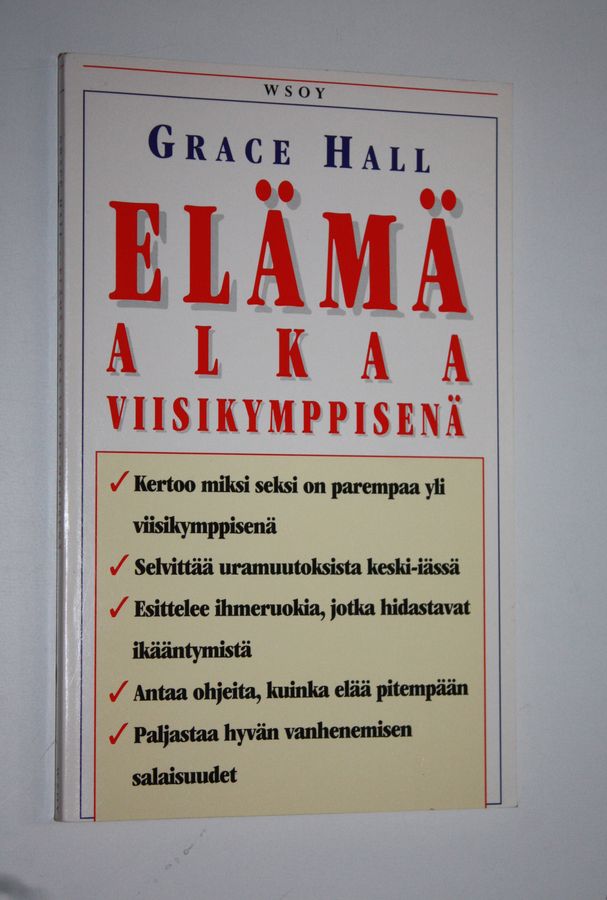 WSOY
GRACE HALL
ELÄMÄ
ALKAA
VIISIKYMPPISENÄ
✓ Kertoo miksi seksi on parempaa yli
viisikymppisenä
✓ Selvittää uramuutoksista keski-iässä
✓ Esittelee ihmeruokia, jotka hidastavat
ikääntymistä
✓ Antaa ohjeita, kuinka elää pitempään
✓ Paljastaa hyvän vanhenemisen
salaisuudet